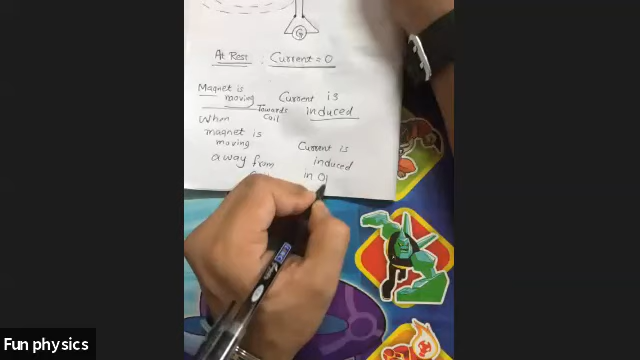 G
At Rest . Current = 0
Magnet is moving Towards Coil Current is induced
When
magnet is
moving Current is
away from induced
in
Fun physics